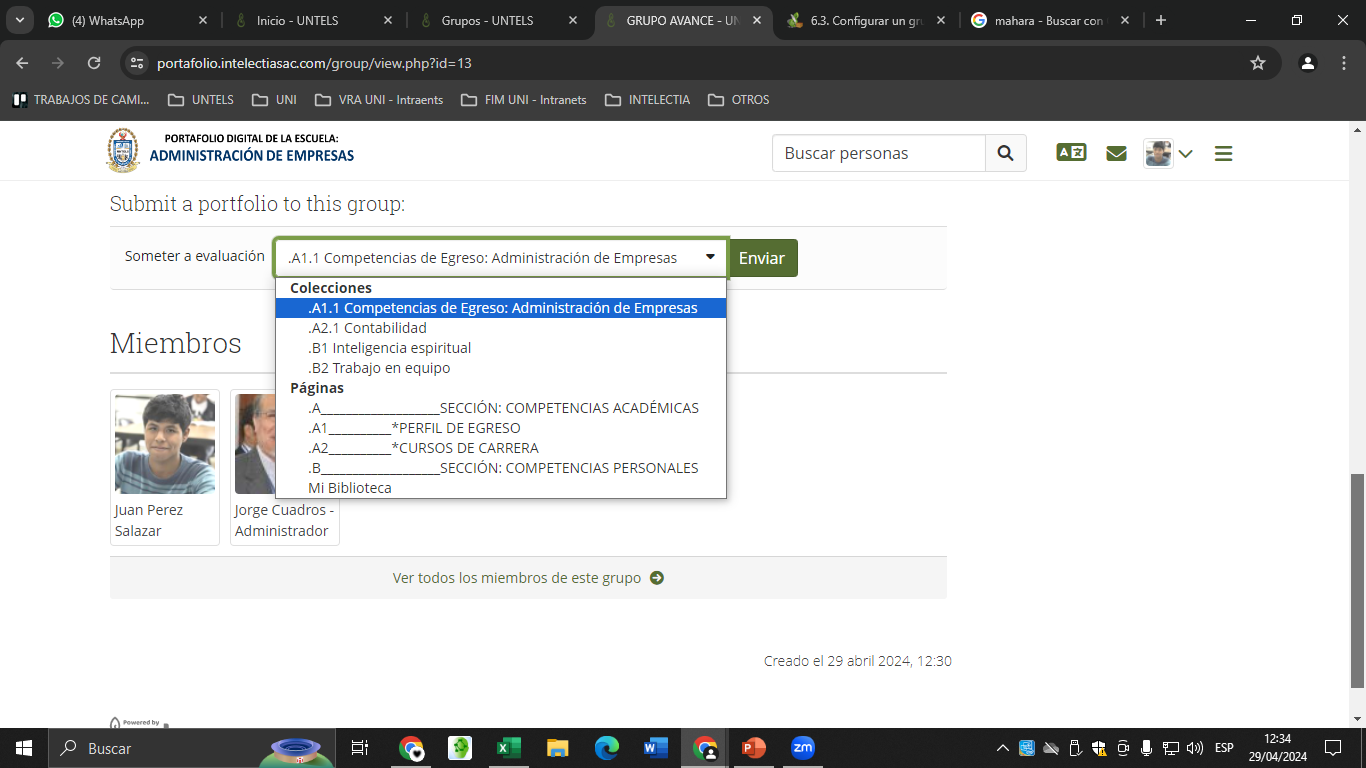 (4) WhatsApp
Inicio - UNTELS
Grupos - UNTELS
GRUPO AVANCE - UN
6.3. Configurar un gru
mahara - Buscar con
portafolio.intelectiasac.com/group/view.php?id=13
TRABAJOS DE CAMI...
UNTELS
UNI
VRA UNI - Intraents
FIM UNI - Intranets
INTELECTIA
OTROS
PORTAFOLIO DIGITAL DE LA ESCUELA:
ADMINISTRACIÓN DE EMPRESAS
Buscar personas
Submit a portfolio to this group:
Someter a evaluación
.A1.1 Competencias de Egreso: Administración de Empresas
Enviar
Colecciones
.A1.1 Competencias de Egreso: Administración de Empresas
.A2.1 Contabilidad
.B1 Inteligencia espiritual
.B2 Trabajo en equipo
Páginas
.A___________________SECCIÓN: COMPETENCIAS ACADÉMICAS
.A1__________*PERFIL DE EGRESO
.A2__________*CURSOS DE CARRERA
.B___________________SECCIÓN: COMPETENCIAS PERSONALES
Mi Biblioteca
Miembros
Juan Perez
Salazar
Jorge Cuadros -
Administrador
Ver todos los miembros de este grupo
Creado el 29 abril 2024, 12:30
Powered by
Buscar
ESP
12:34
29/04/2024